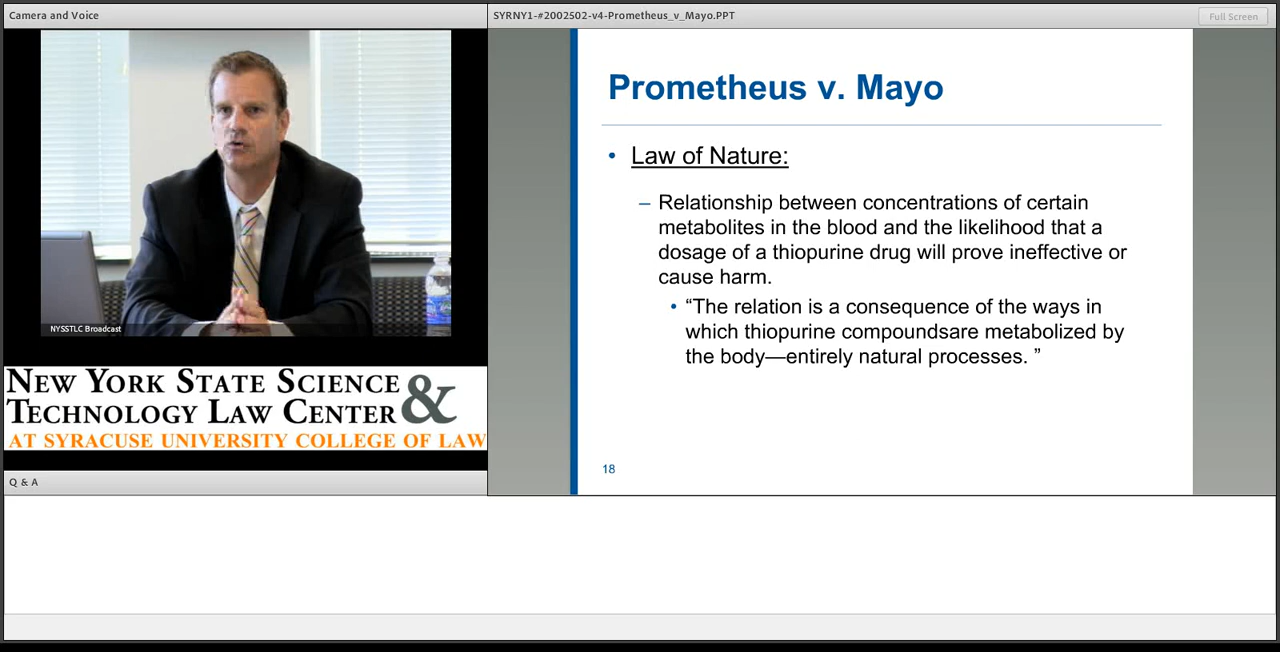 Camera and Voice
SYRNY1-#2002502-v4-Prometheus_v_Mayo.PPT
Full Screen
NYSSTLC Broadcast
NEW YORK STATE SCIENCE
TECHNOLOGY LAW CENTER &
AT SYRACUSE UNIVERSITY COLLEGE OF LAW
Q & A
Prometheus v. Mayo
• Law of Nature:
– Relationship between concentrations of certain
metabolites in the blood and the likelihood that a
dosage of a thiopurine drug will prove ineffective or
cause harm.
• “The relation is a consequence of the ways in
which thiopurine compoundsare metabolized by
the body—entirely natural processes. ”
18